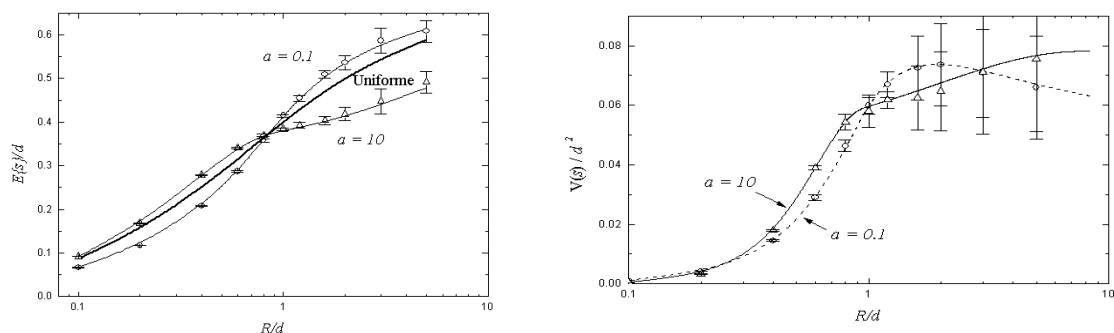 0.6
0.5
0.4
0.3
0.2
0.1
0.0
E(s)/d
a = 0.1
Uniforme
a = 10
0.1
1
10
R/d
0.08
0.06
0.04
0.02
0.00
V(s) / d 2
a = 10
a = 0.1
0.1
1
10
R/d